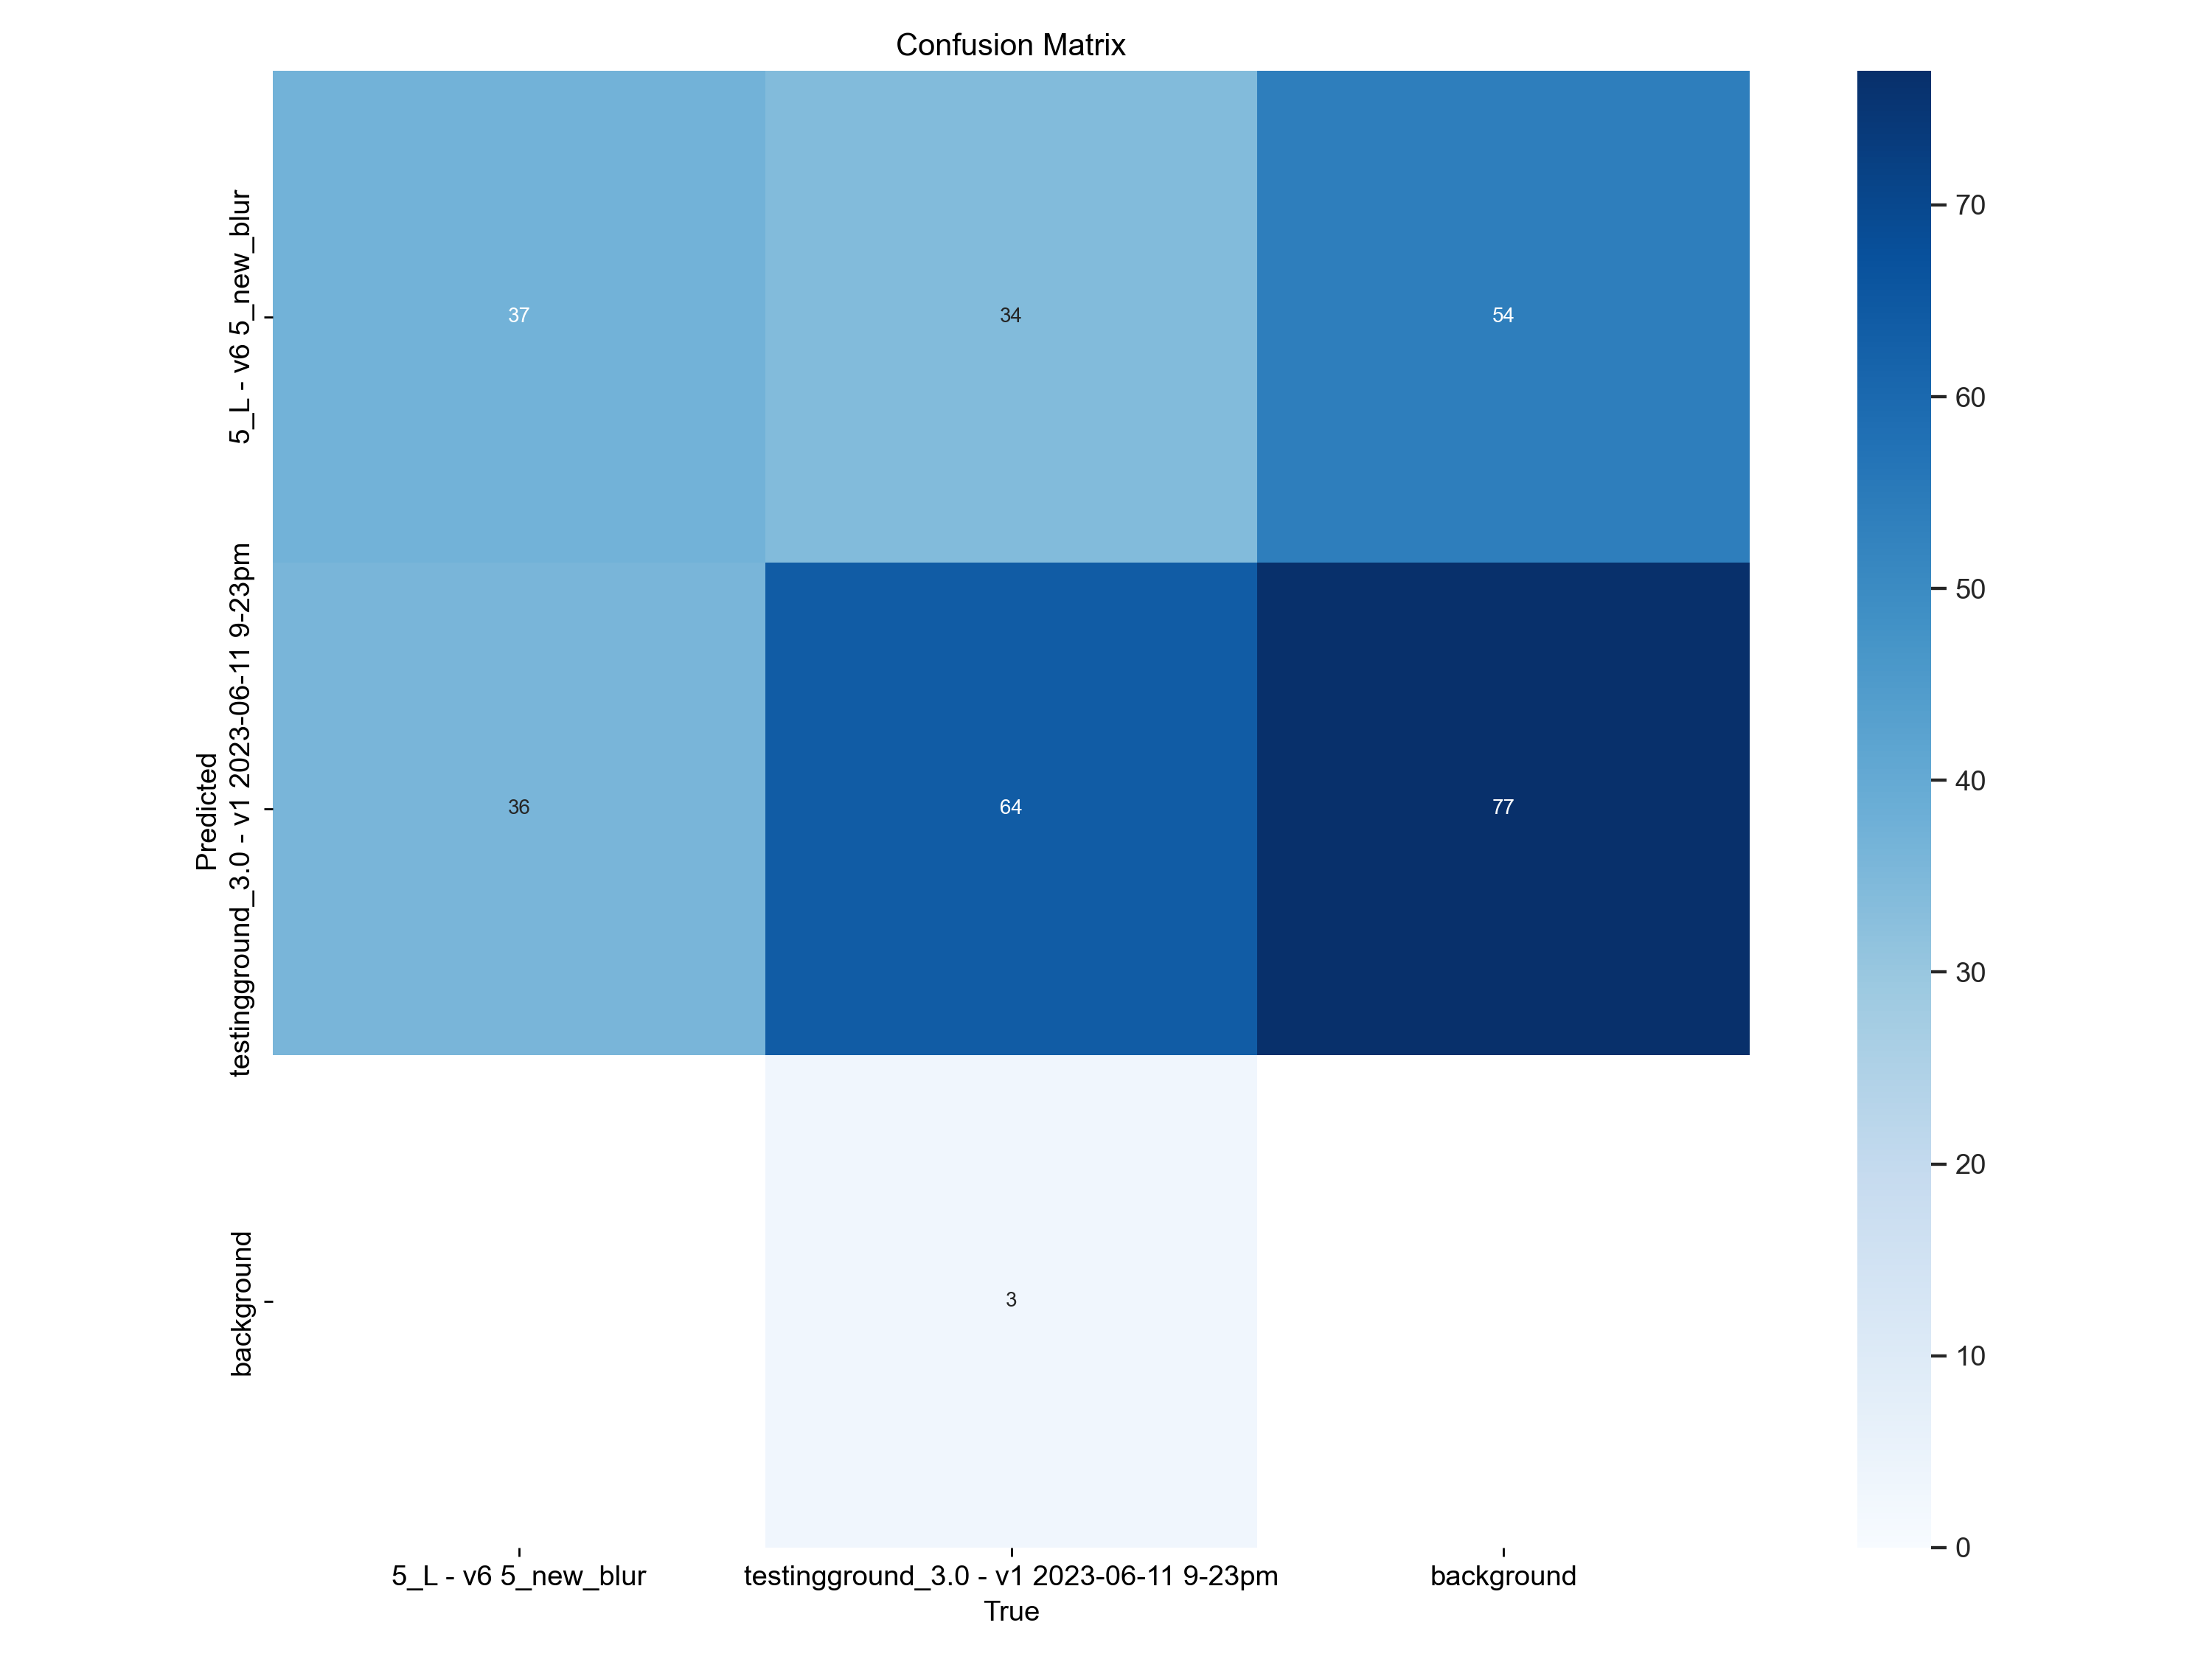 Confusion Matrix
Predicted
5_L - v6 5_new_blur
testingground_3.0 - v1 2023-06-11 9-23pm
background
37
34
54
36
64
77
3
5_L - v6 5_new_blur
testingground_3.0 - v1 2023-06-11 9-23pm
background
True
70
60
50
40
30
20
10
0